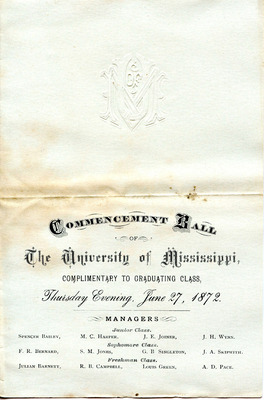 Commencement Ball
OF
The University of Mississippi,
COMPLIMENTARY TO GRADUATING CLASS,
Thursday Evening, June 27, 1872.
MANAGERS
Junior Class.
Spencer Bailey, M. C. Harper, J. E. Joiner, J. H. Wynn.
Sophomore Class.
F. R. Bernard, S. M. Jones, G. B. Singleton, J. A. Skipwith.
Freshman Class.
Julian Barnett, R. B. Campbell, Louis Green, A. D. Pace.